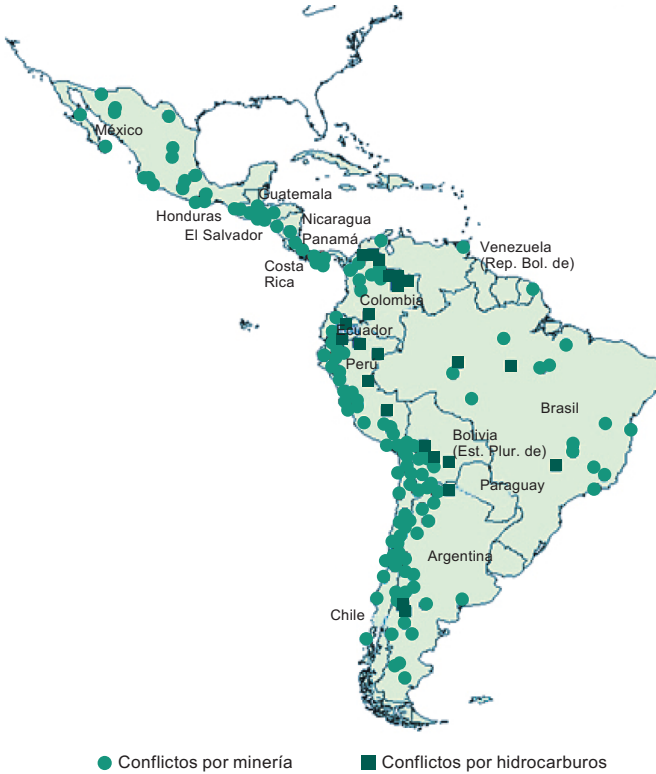 México
Guatemala
Honduras
Nicaragua
El Salvador
Panamá
Costa
Rica
Venezuela
(Rep. Bol. de)
Colombia
Ecuador
Perú
Brasil
Bolivia
(Est. Plur. de)
Paraguay
Argentina
Chile
Conflictos por minería
Conflictos por hidrocarburos